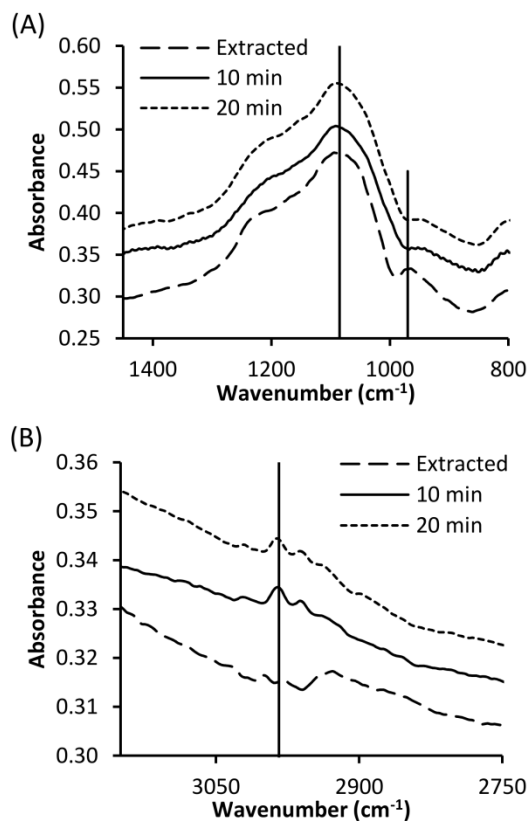 (A)
Extracted
10 min
20 min
0.60
0.55
0.50
0.45
0.40
0.35
0.30
0.25
Absorbance
1400 1200 1000 800
Wavenumber (cm⁻¹)
(B)
Extracted
10 min
20 min
0.36
0.35
0.34
0.33
0.32
0.31
0.30
Absorbance
3050 2900 2750
Wavenumber (cm⁻¹)